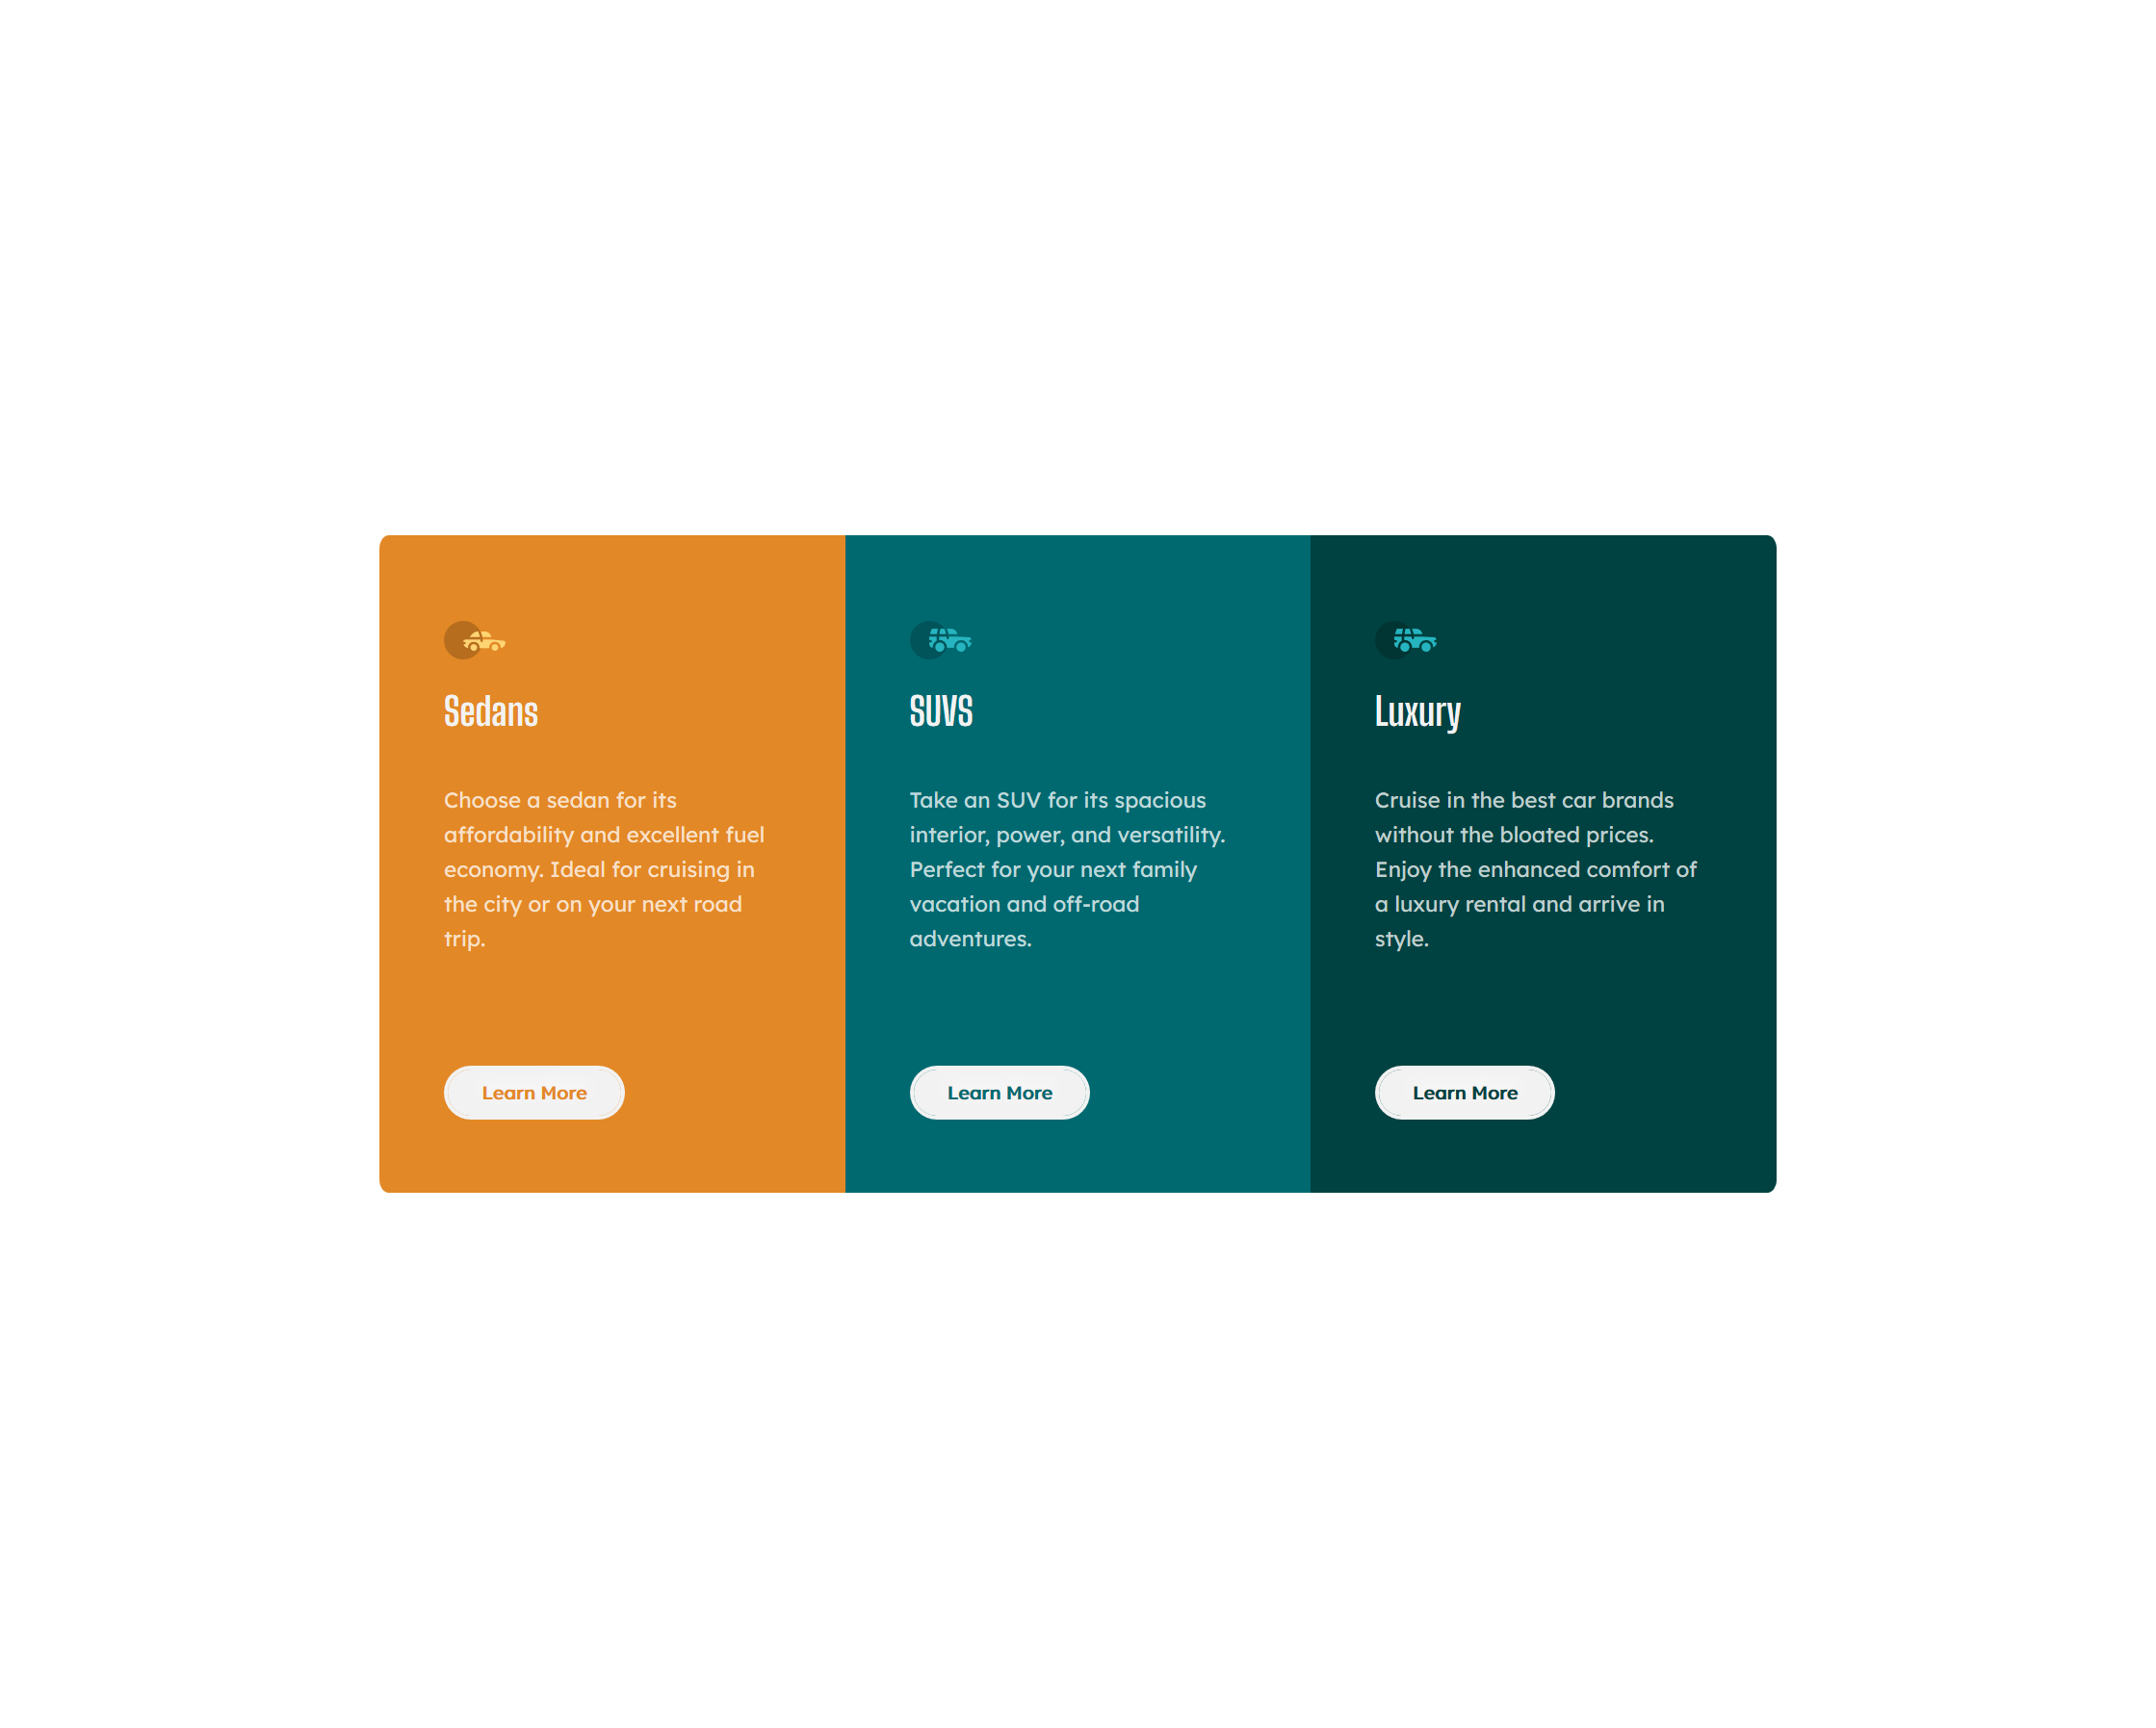 Sedans
Choose a sedan for its
affordability and excellent fuel
economy. Ideal for cruising in
the city or on your next road
trip.
Learn More
SUVS
Take an SUV for its spacious
interior, power, and versatility.
Perfect for your next family
vacation and off-road
adventures.
Learn More
Luxury
Cruise in the best car brands
without the bloated prices.
Enjoy the enhanced comfort of
a luxury rental and arrive in
style.
Learn More